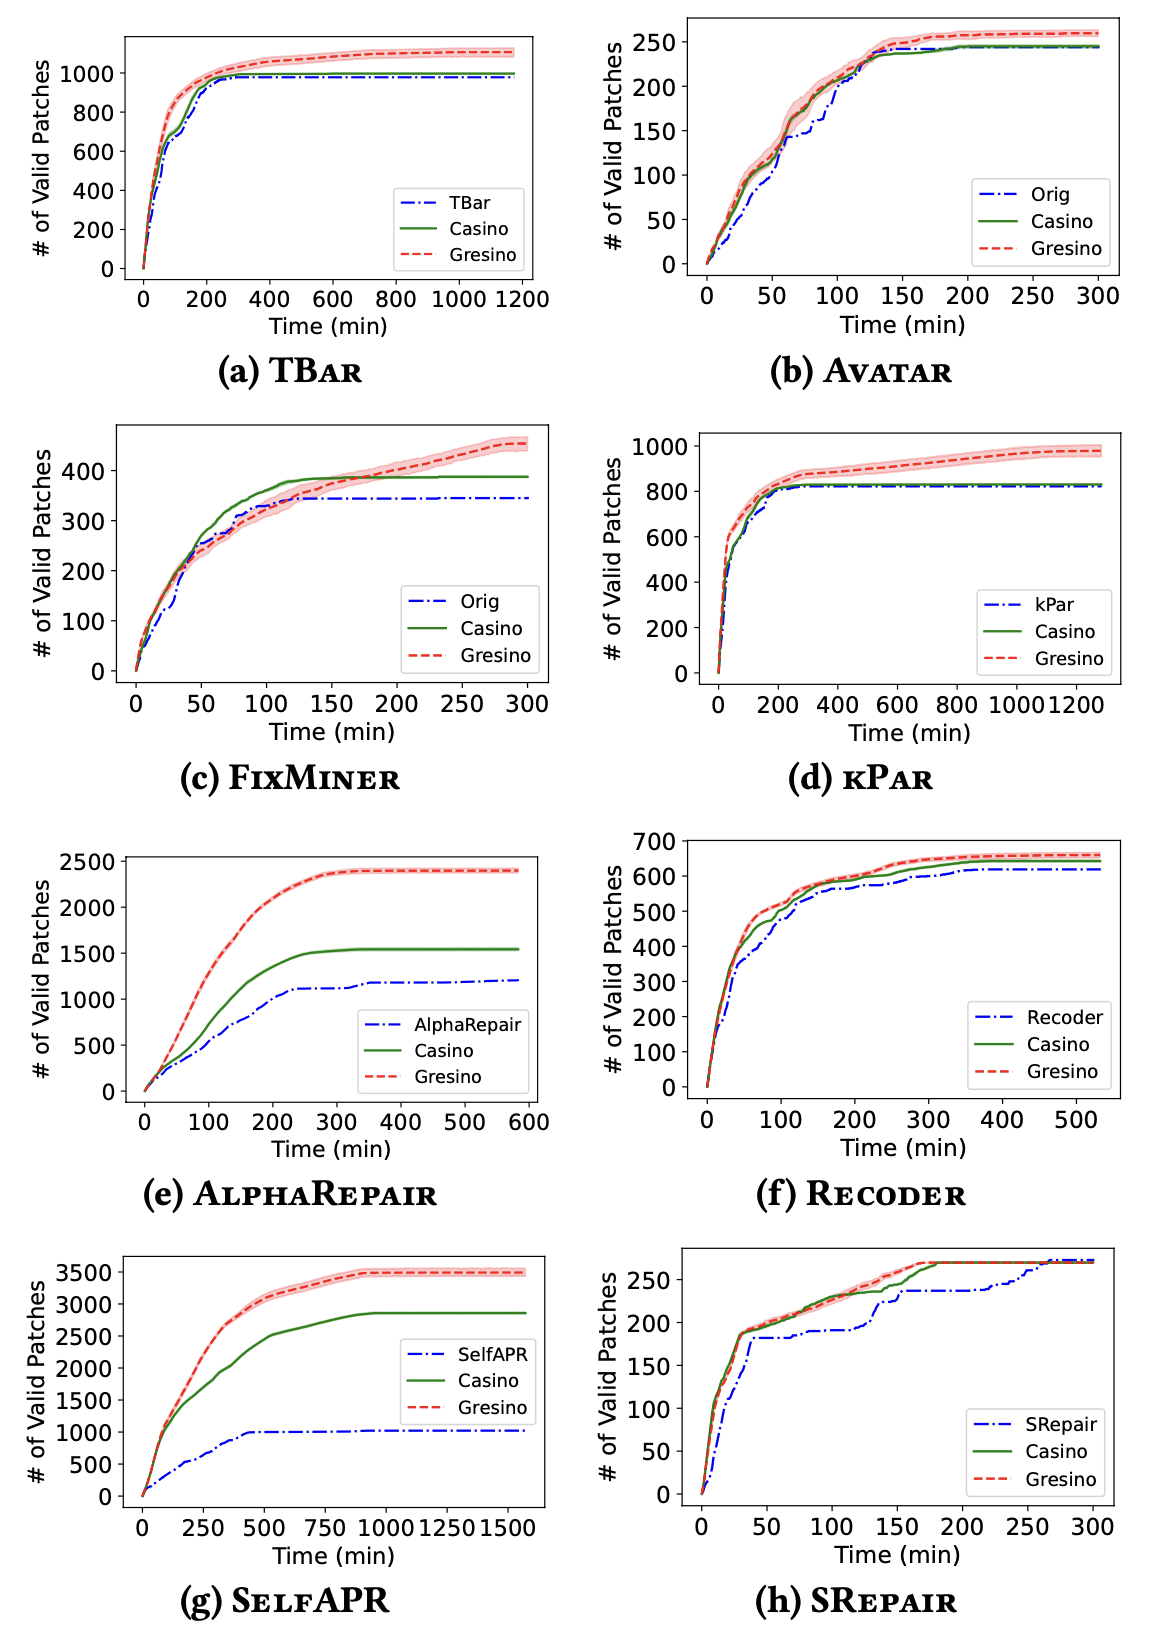 # of Valid Patches
1000
800
600
400
200
0
TBar
Casino
Gresino
0 200 400 600 800 1000 1200
Time (min)
(a) TBar
# of Valid Patches
250
200
150
100
50
0
Orig
Casino
Gresino
0 50 100 150 200 250 300
Time (min)
(b) Avatar
# of Valid Patches
400
300
200
100
0
Orig
Casino
Gresino
0 50 100 150 200 250 300
Time (min)
(c) FixMiner
# of Valid Patches
1000
800
600
400
200
0
kPar
Casino
Gresino
0 200 400 600 800 1000 1200
Time (min)
(d) kPar
# of Valid Patches
2500
2000
1500
1000
500
0
AlphaRepair
Casino
Gresino
0 100 200 300 400 500 600
Time (min)
(e) AlphaRepair
# of Valid Patches
700
600
500
400
300
200
100
0
Recoder
Casino
Gresino
0 100 200 300 400 500
Time (min)
(f) Recoder
# of Valid Patches
3500
3000
2500
2000
1500
1000
500
0
SelfAPR
Casino
Gresino
0 250 500 750 1000 1250 1500
Time (min)
(g) SelfAPR
# of Valid Patches
250
200
150
100
50
0
SRepair
Casino
Gresino
0 50 100 150 200 250 300
Time (min)
(h) SRepair